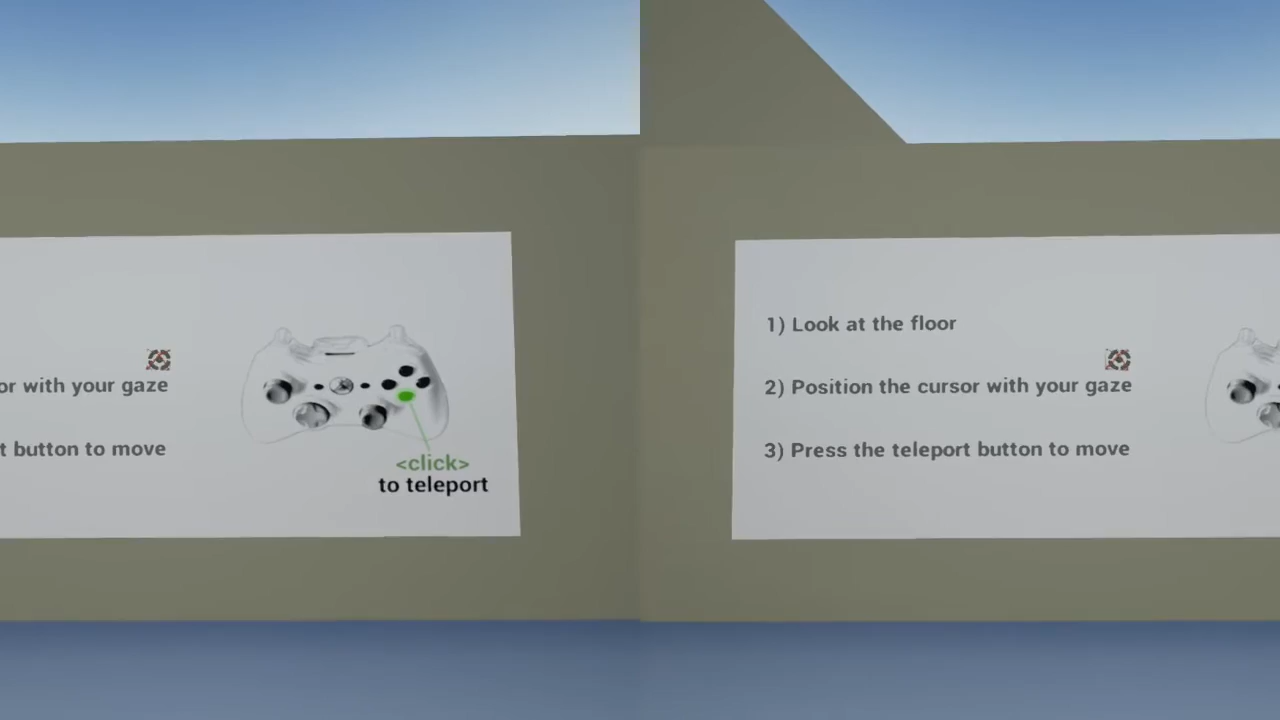 or with your gaze
t button to move
<click>
to teleport
1) Look at the floor
2) Position the cursor with your gaze
3) Press the teleport button to move